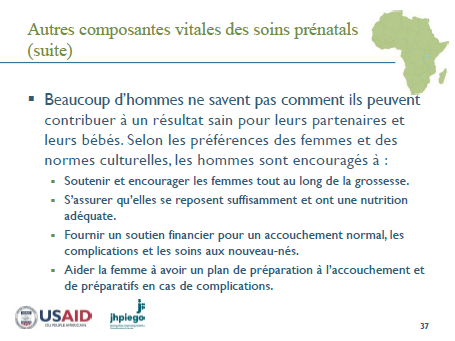 Autres composantes vitales des soins prénatals
(suite)
▪ Beaucoup d'hommes ne savent pas comment ils peuvent
contribuer à un résultat sain pour leurs partenaires et
leurs bébés. Selon les préférences des femmes et des
normes culturelles, les hommes sont encouragés à :
▪ Soutenir et encourager les femmes tout au long de la grossesse.
▪ S'assurer qu'elles se reposent suffisamment et ont une nutrition
adéquate.
▪ Fournir un soutien financier pour un accouchement normal, les
complications et les soins aux nouveau-nés.
▪ Aider la femme à avoir un plan de préparation à l'accouchement et
de préparatifs en cas de complications.
USAID
jhpiego
37